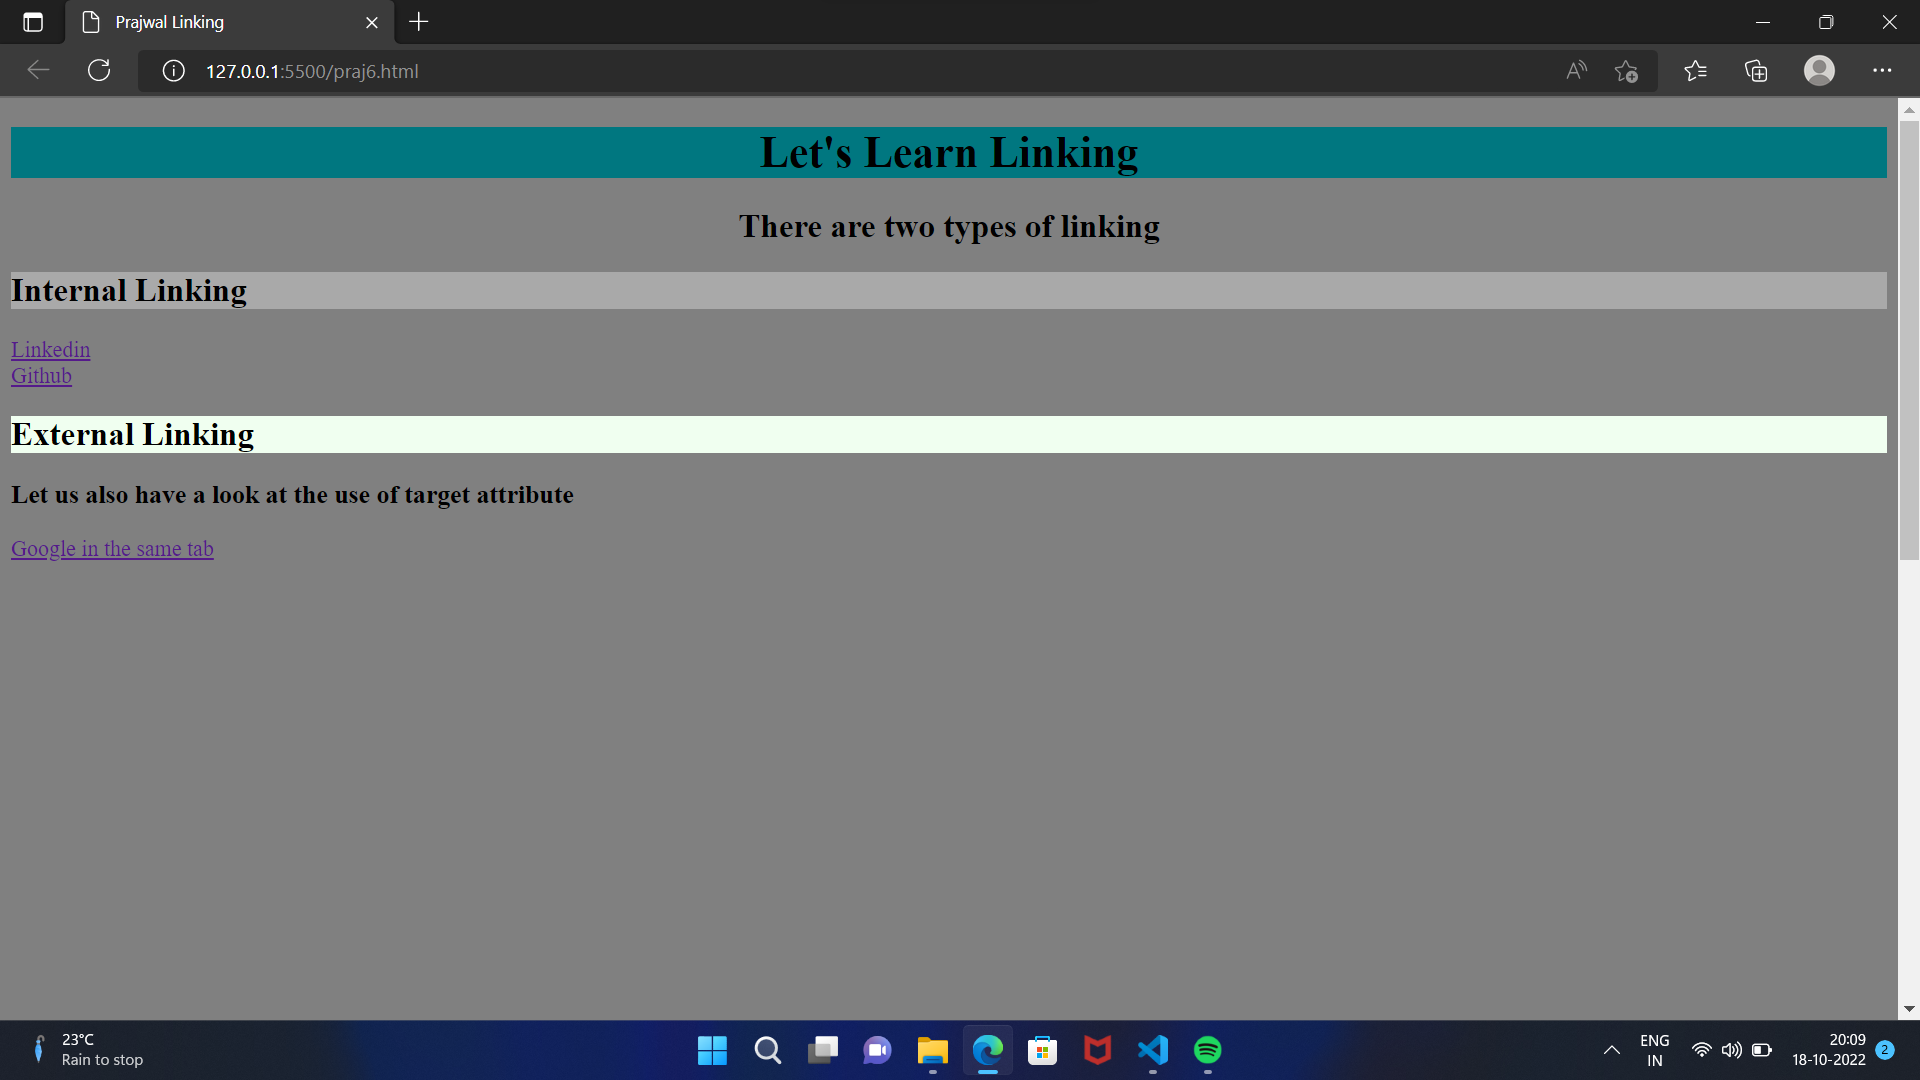 Prajwal Linking
127.0.0.1:5500/praj6.html
Let's Learn Linking
There are two types of linking
Internal Linking
Linkedin
Github
External Linking
Let us also have a look at the use of target attribute
Google in the same tab
23°C
Rain to stop
ENG
IN
20:09
18-10-2022
2